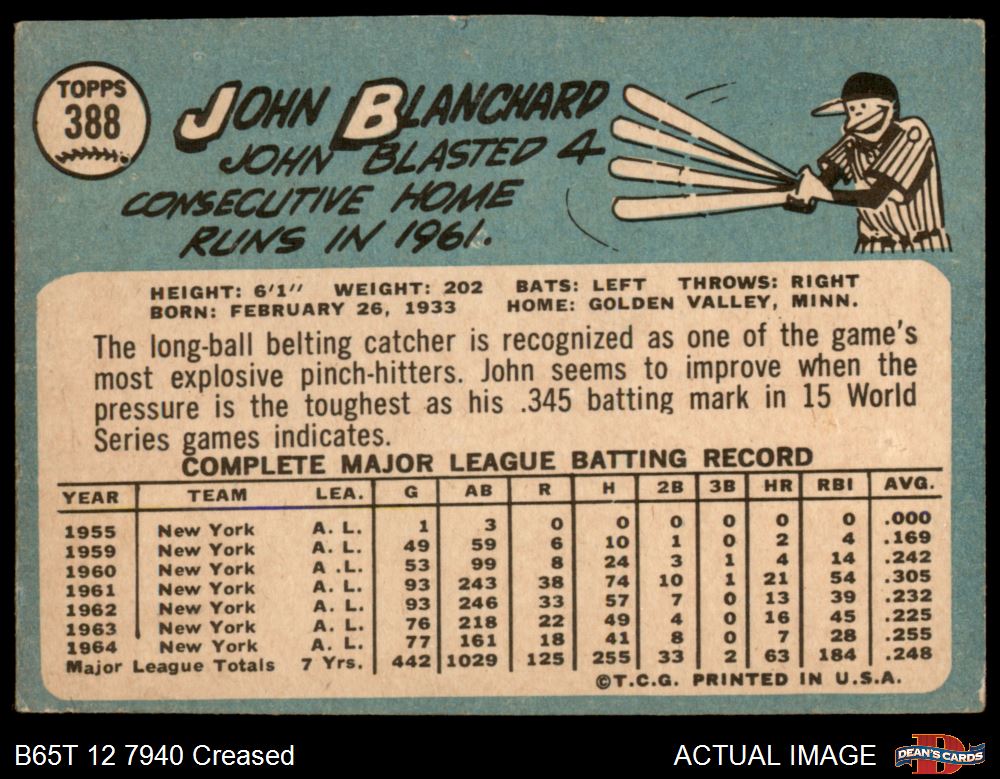 TOPPS
388
JOHN BLANCHARD
JOHN BLASTED 4
CONSECUTIVE HOME
RUNS IN 1961.
HEIGHT: 6'1" WEIGHT: 202 BATS: LEFT THROWS: RIGHT
BORN: FEBRUARY 26, 1933 HOME: GOLDEN VALLEY, MINN.
The long-ball belting catcher is recognized as one of the game's
most explosive pinch-hitters. John seems to improve when the
pressure is the toughest as his .345 batting mark in 15 World
Series games indicates.
COMPLETE MAJOR LEAGUE BATTING RECORD
YEAR TEAM LEA. G AB R H 2B 3B HR RBI AVG.
1955 New York A. L. 1 3 0 0 0 0 0 0 .000
1959 New York A. L. 49 59 6 10 1 0 2 4 .169
1960 New York A .L. 53 99 8 24 3 1 4 14 .242
1961 New York A. L. 93 243 38 74 10 1 21 54 .305
1962 New York A. L. 93 246 33 57 7 0 13 39 .232
1963 New York A. L. 76 218 22 49 4 0 16 45 .225
1964 New York A. L. 77 161 18 41 8 0 7 28 .255
Major League Totals 7 Yrs. 442 1029 125 255 33 2 63 184 .248
©T.C.G. PRINTED IN U.S.A.
B65T 12 7940 Creased ACTUAL IMAGE DEAN'S CARDS